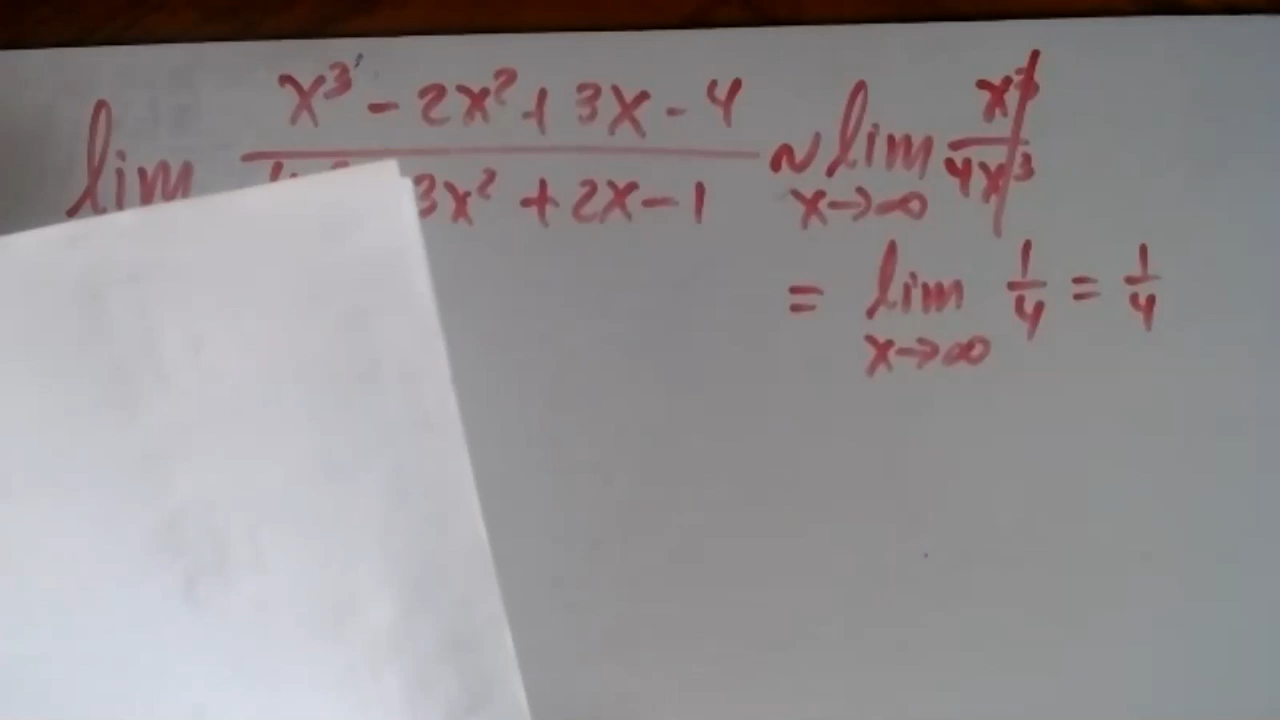 lim x³ - 2x² + 3x - 4 ~ lim x³
3x² + 2x - 1 x→∞ 4x³
= lim 1/4 = 1/4
x→∞